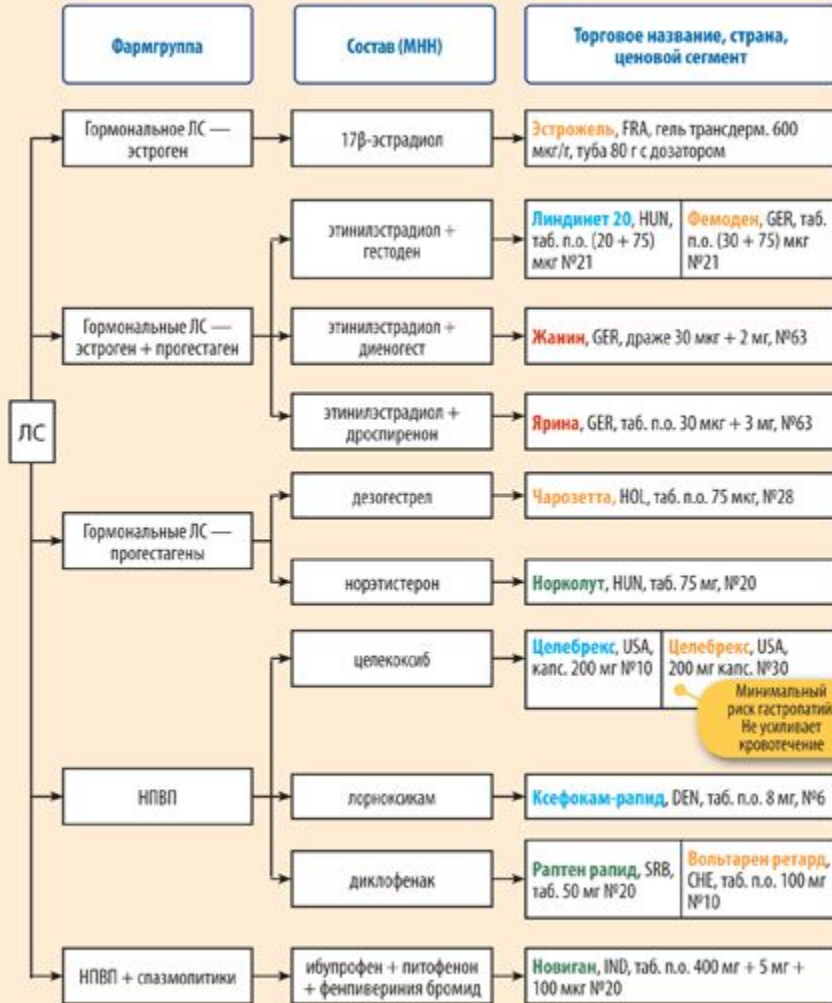 Фармгруппа
Состав (МНН)
Торговое название, страна,
ценовой сегмент
ЛС
Гормональное ЛС —
эстроген
17β-эстрадиол
Эстрожель, FRA, гель трансдерм. 600
мкг/г, туба 80 г с дозатором
Гормональные ЛС —
эстроген + прогестаген
этинилэстрадиол +
гестоден
Линдинет 20, HUN,
таб. п.о. (20 + 75)
мкг №21
Фемоден, GER, таб.
п.о. (30 + 75) мкг
№21
этинилэстрадиол +
диеногест
Жанин, GER, драже 30 мкг + 2 мг, №63
этинилэстрадиол +
дроспиренон
Ярина, GER, таб. п.о. 30 мкг + 3 мг, №63
Гормональные ЛС —
прогестагены
дезогестрел
Чарозетта, HOL, таб. п.о. 75 мкг, №28
норэтистерон
Норколут, HUN, таб. 75 мг, №20
НПВП
целекоксиб
Целебрекс, USA,
капс. 200 мг №10
Целебрекс, USA,
200 мг капс. №30
Минимальный
риск гастропатий
Не усиливает
кровотечение
лорноксикам
Ксефокам-рапид, DEN, таб. п.о. 8 мг, №6
диклофенак
Раптен рапид, SRB,
таб. 50 мг №20
Вольтарен ретард,
CHE, таб. п.о. 100 мг
№10
НПВП + спазмолитики
ибупрофен + питофенон
+ фенпивериния бромид
Новиган, IND, таб. п.о. 400 мг + 5 мг +
100 мкг №20